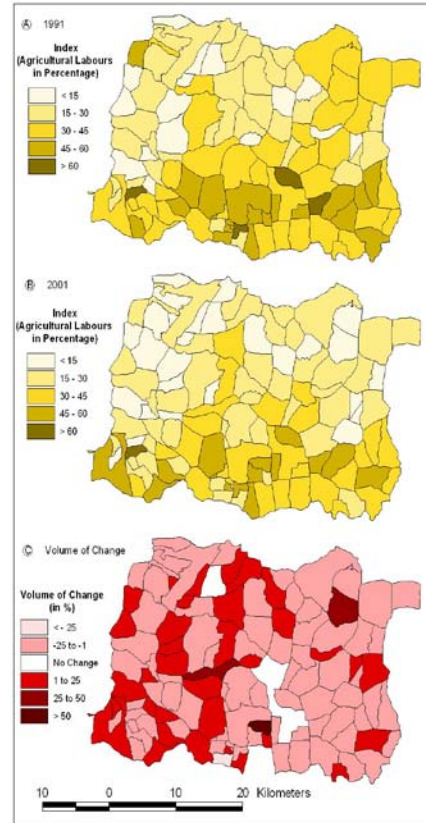 A 1991
Index
(Agricultural Labours
in Percentage)
< 15
15 - 30
30 - 45
45 - 60
> 60
B 2001
Index
(Agricultural Labours
in Percentage)
< 15
15 - 30
30 - 45
45 - 60
> 60
C Volume of Change
Volume of Change
(in %)
< - 25
-25 to -1
No Change
1 to 25
25 to 50
> 50
10 0 10 20 Kilometers